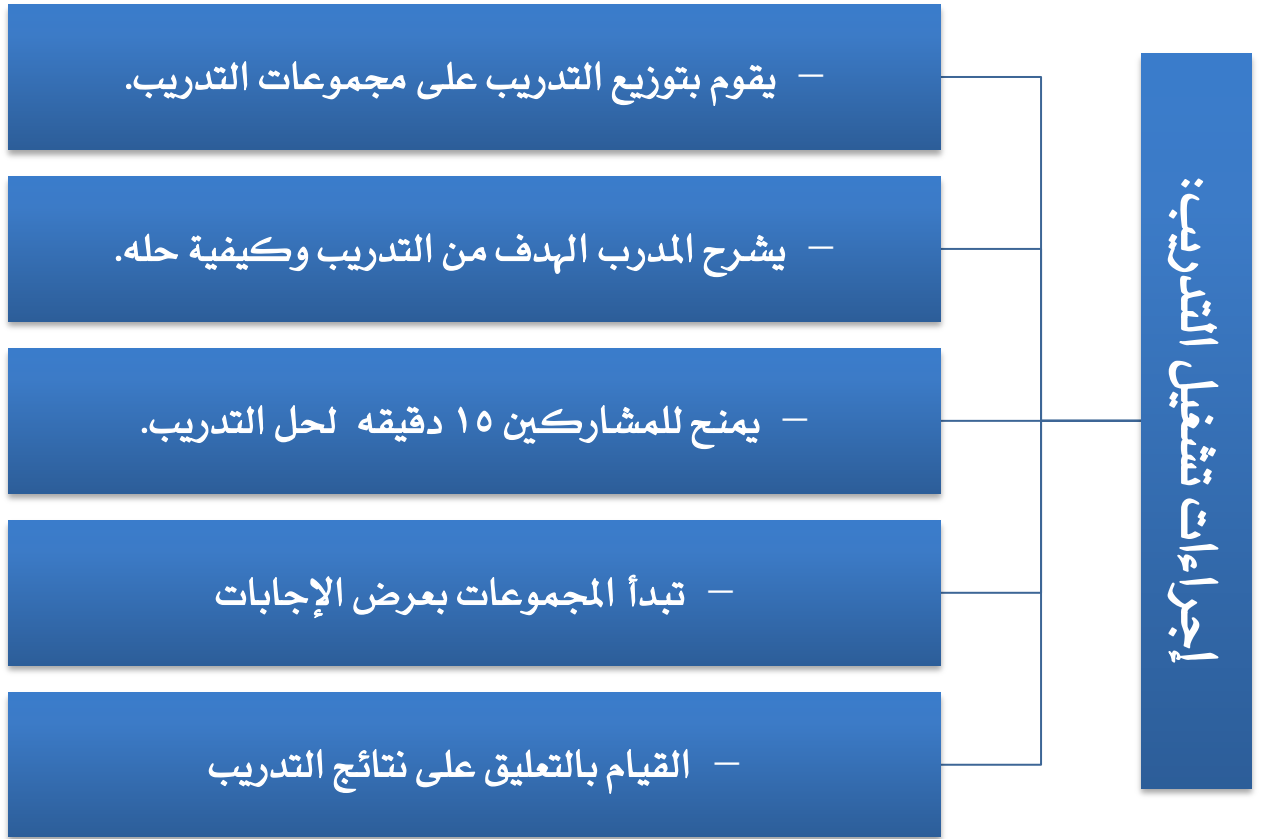 إجراءات تشغيل التدريب:
– يقوم بتوزيع التدريب على مجموعات التدريب.
– يشرح المدرب الهدف من التدريب وكيفية حله.
– يمنح للمشاركين ١٥ دقيقه لحل التدريب.
– تبدأ المجموعات بعرض الإجابات
– القيام بالتعليق على نتائج التدريب